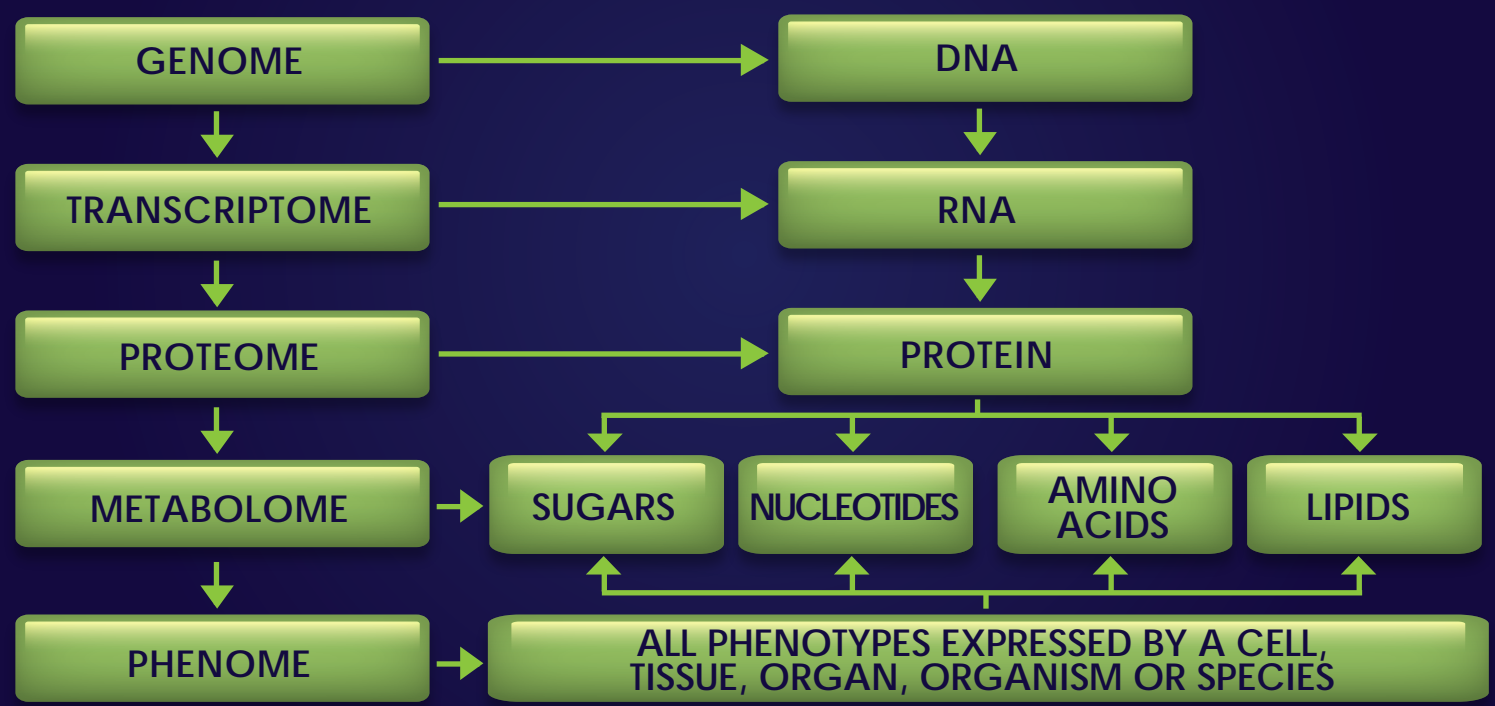 GENOME
DNA
TRANSCRIPTOME
RNA
PROTEOME
PROTEIN
METABOLOME
SUGARS
NUCLEOTIDES
AMINO
ACIDS
LIPIDS
PHENOME
ALL PHENOTYPES EXPRESSED BY A CELL,
TISSUE, ORGAN, ORGANISM OR SPECIES